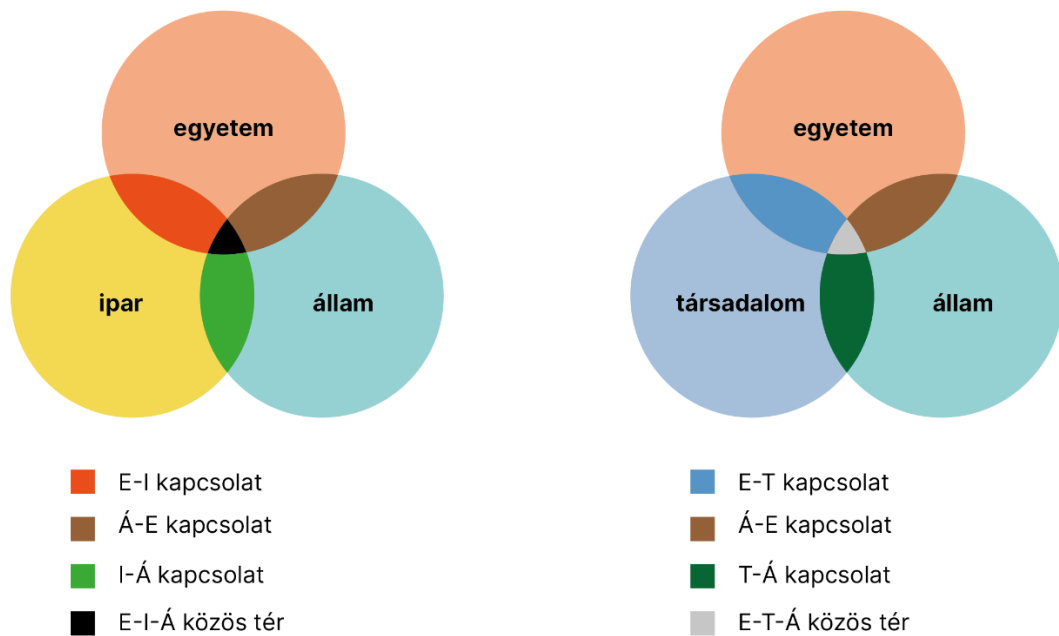 egyetem
ipar
állam
E-I kapcsolat
Á-E kapcsolat
I-Á kapcsolat
E-I-Á közös tér
egyetem
társadalom
állam
E-T kapcsolat
Á-E kapcsolat
T-Á kapcsolat
E-T-Á közös tér